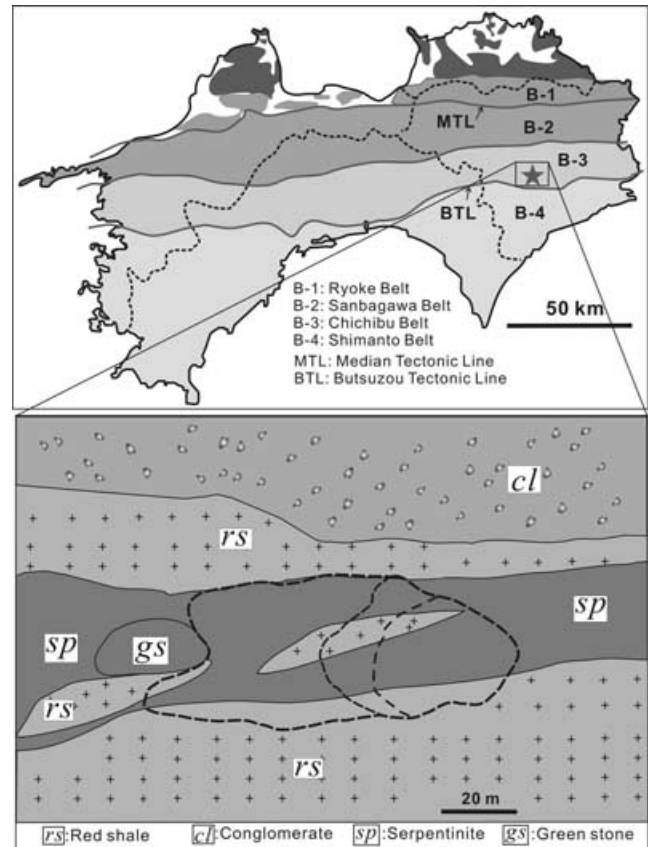 B-1
MTL
B-2
B-3
BTL
B-4
B-1: Ryoke Belt
B-2: Sanbagawa Belt
B-3: Chichibu Belt
B-4: Shimanto Belt
MTL: Median Tectonic Line
BTL: Butsuzou Tectonic Line
50 km
cl
rs
sp
sp
gs
rs
rs
20 m
rs:Red shale cl:Conglomerate sp:Serpentinite gs:Green stone